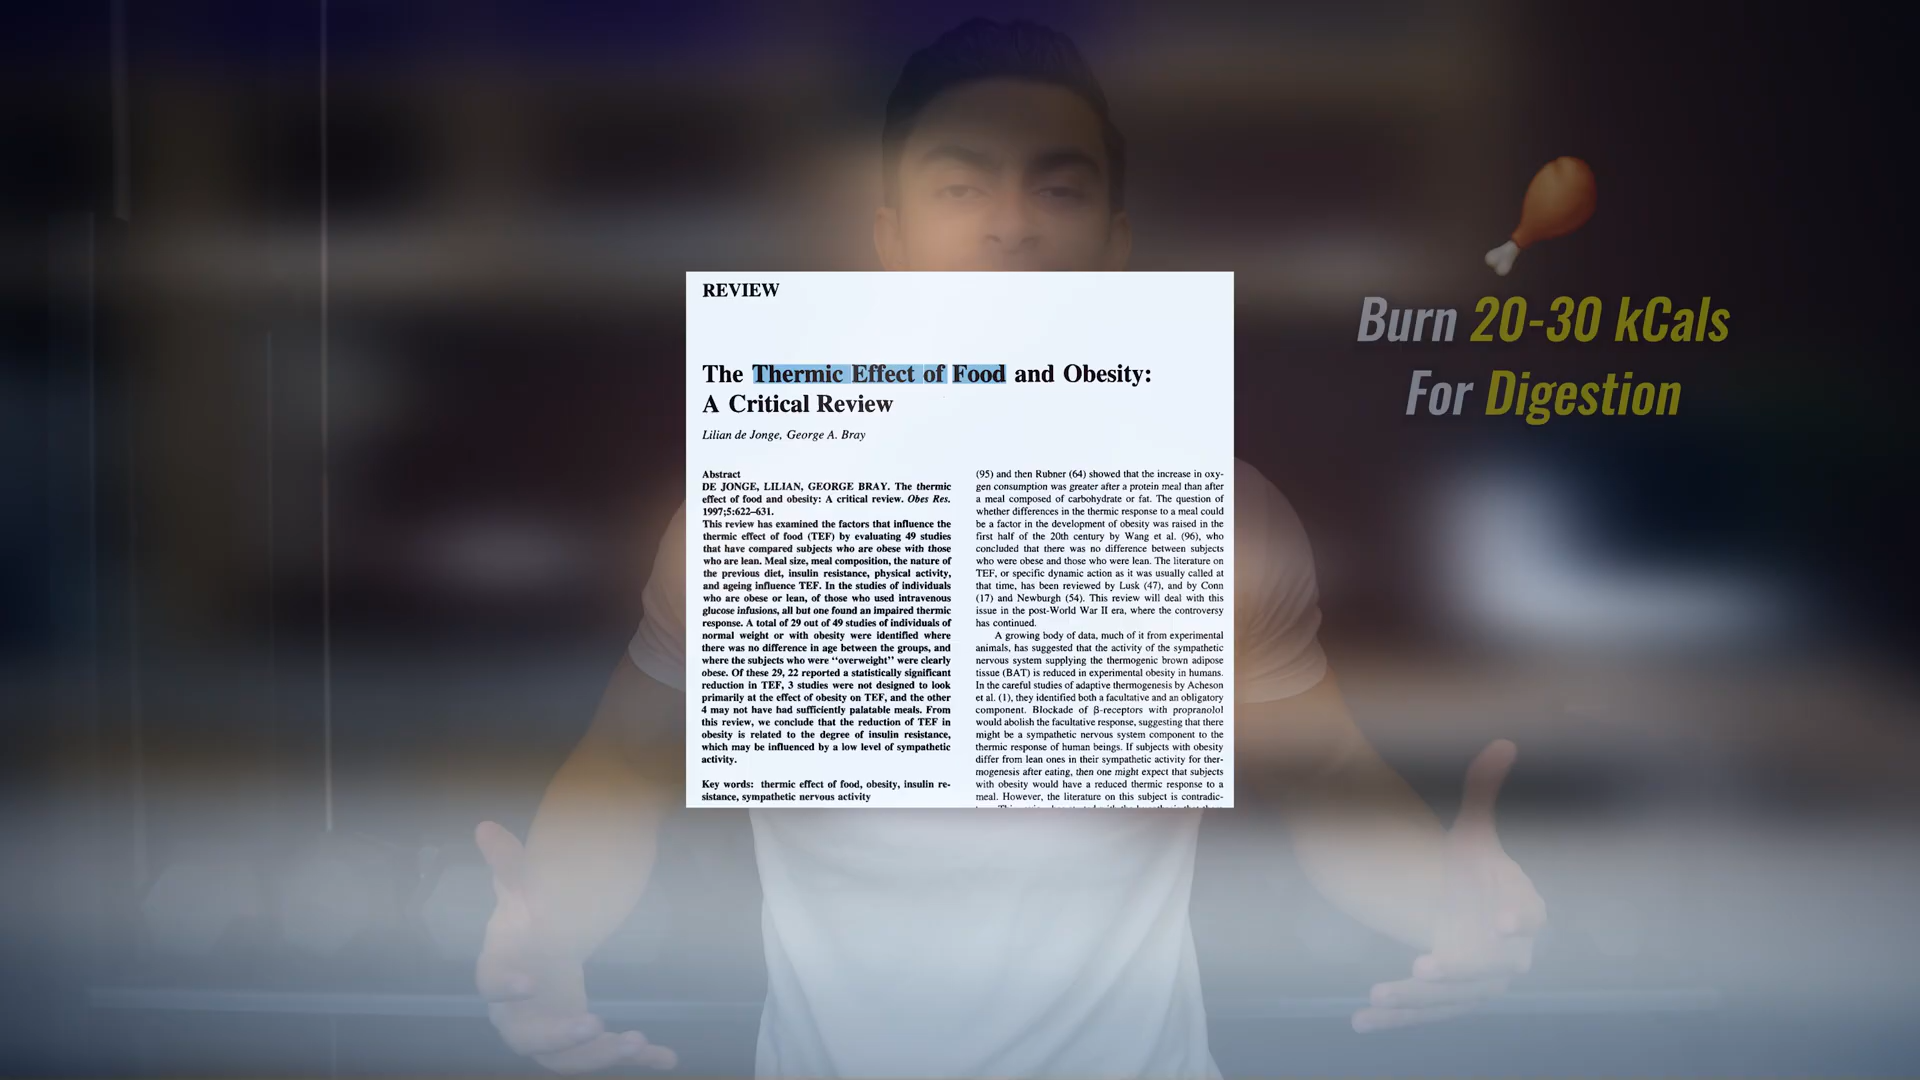 REVIEW
The Thermic Effect of Food and Obesity:
A Critical Review
Lilian de Jonge, George A. Bray
Abstract
DE JONGE, LILIAN, GEORGE BRAY. The thermic
effect of food and obesity: A critical review. Obes Res.
1997;5:622–631.
This review has examined the factors that influence the
thermic effect of food (TEF) by evaluating 49 studies
that have compared subjects who are obese with those
who are lean. Meal size, meal composition, the nature of
the previous diet, insulin resistance, physical activity,
and ageing influence TEF. In the studies of individuals
who are obese or lean, of those who used intravenous
glucose infusions, all but one found an impaired thermic
response. A total of 29 out of 49 studies of individuals of
normal weight or with obesity were identified where
there was no difference in age between the groups, and
where the subjects who were “overweight” were clearly
obese. Of these 29, 22 reported a statistically significant
reduction in TEF, 3 studies were not designed to look
primarily at the effect of obesity on TEF, and the other
4 may not have had sufficiently palatable meals. From
this review, we conclude that the reduction of TEF in
obesity is related to the degree of insulin resistance,
which may be influenced by a low level of sympathetic
activity.
Key words: thermic effect of food, obesity, insulin re-
sistance, sympathetic nervous activity
(95) and then Rubner (64) showed that the increase in oxy-
gen consumption was greater after a protein meal than after
a meal composed of carbohydrate or fat. The question of
whether differences in the thermic response to a meal could
be a factor in the development of obesity was raised in the
first half of the 20th century by Wang et al. (96), who
concluded that there was no difference between subjects
who were obese and those who were lean. The literature on
TEF, or specific dynamic action as it was usually called at
that time, has been reviewed by Lusk (47), and by Conn
(17) and Newburgh (54). This review will deal with this
issue in the post-World War II era, where the controversy
has continued.
A growing body of data, much of it from experimental
animals, has suggested that the activity of the sympathetic
nervous system supplying the thermogenic brown adipose
tissue (BAT) is reduced in experimental obesity in humans.
In the careful studies of adaptive thermogenesis by Acheson
et al. (1), they identified both a facultative and an obligatory
component. Blockade of β-receptors with propranolol
would abolish the facultative response, suggesting that there
might be a sympathetic nervous system component to the
thermic response of human beings. If subjects with obesity
differ from lean ones in their sympathetic activity for ther-
mogenesis after eating, then one might expect that subjects
with obesity would have a reduced thermic response to a
meal. However, the literature on this subject is contradic-
Burn 20-30 kCals
For Digestion